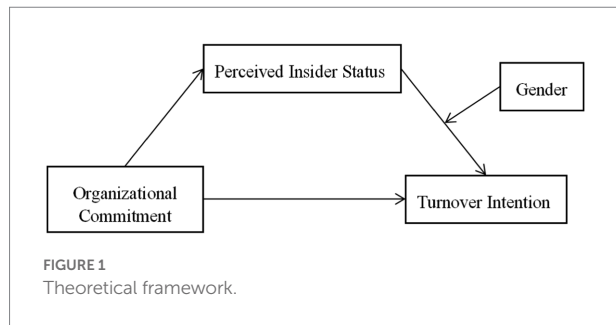 Perceived Insider Status
Gender
Organizational
Commitment
Turnover Intention
FIGURE 1
Theoretical framework.